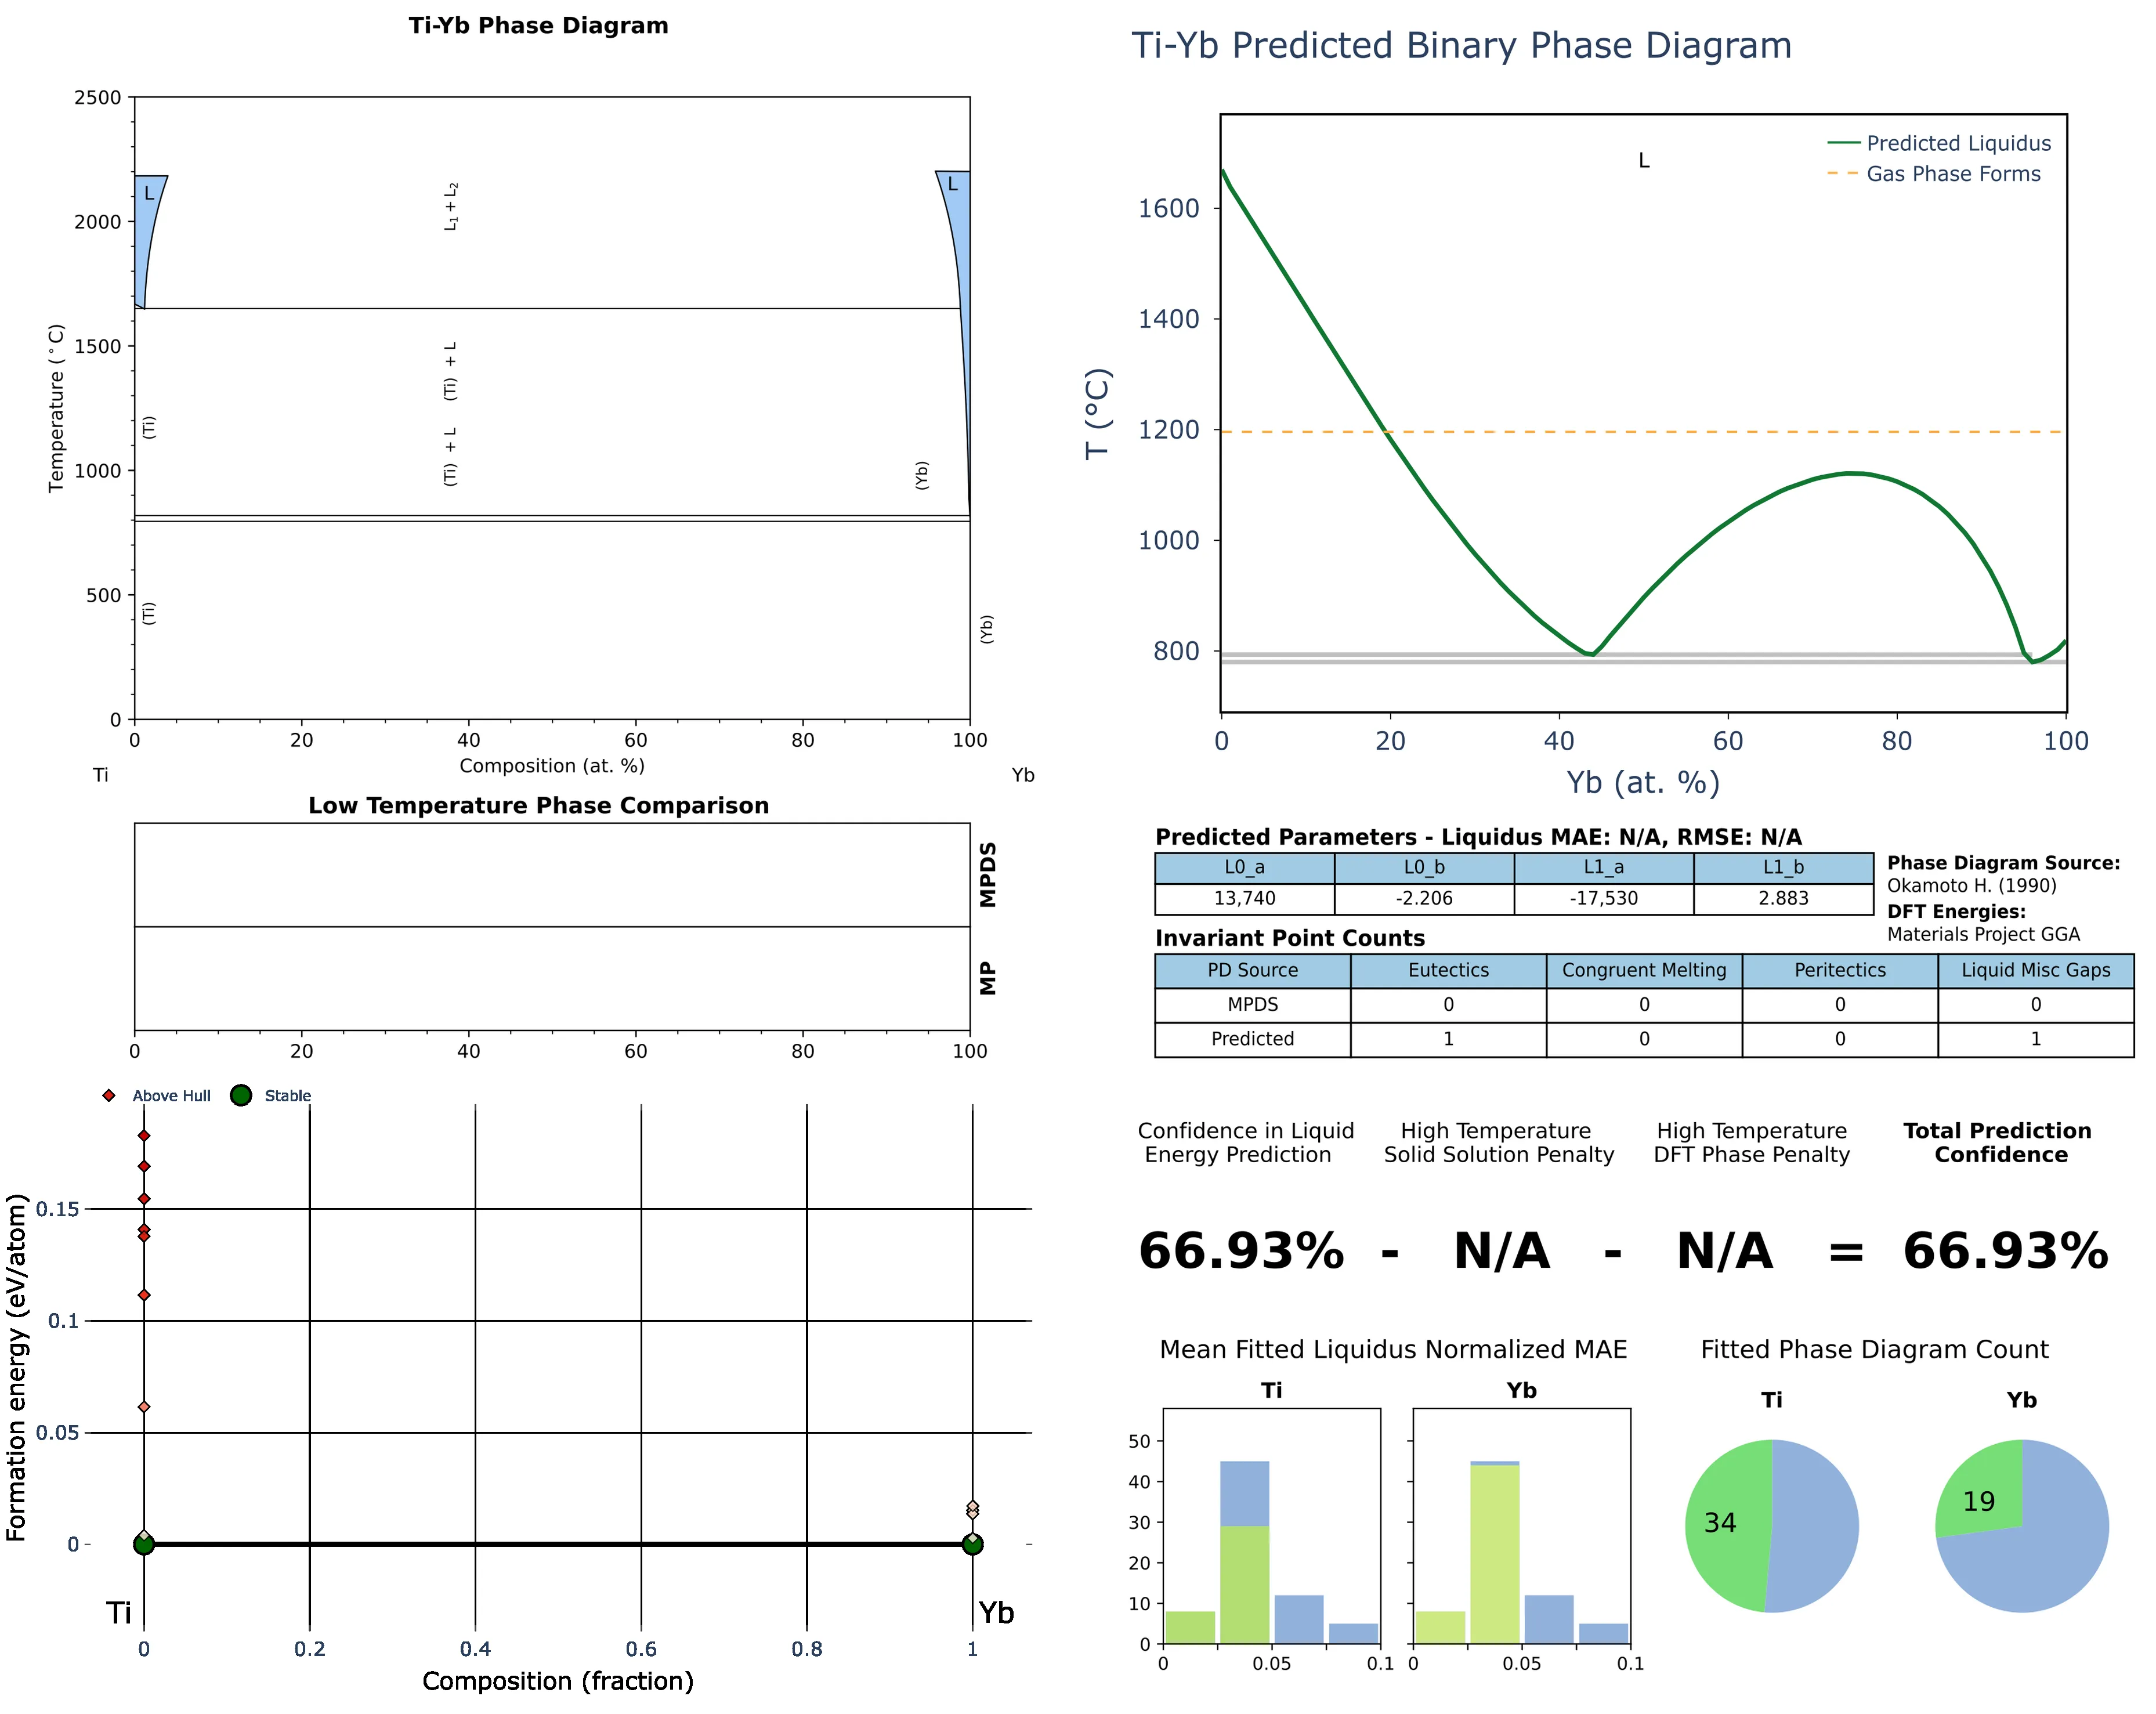 Ti-Yb Phase Diagram
2500
2000
1500
1000
500
0
Temperature (°C)
L
L₁ + L₂
L
(Ti) + L
(Ti)
(Ti) + L
(Yb)
(Ti)
(Yb)
0 20 40 60 80 100
Composition (at. %)
Ti Yb
Low Temperature Phase Comparison
MPDS
MP
0 20 40 60 80 100
Above Hull Stable
Formation energy (eV/atom)
0.15
0.1
0.05
0
Ti Yb
0 0.2 0.4 0.6 0.8 1
Composition (fraction)
Ti-Yb Predicted Binary Phase Diagram
L
Predicted Liquidus
Gas Phase Forms
1600
1400
1200
1000
800
T (°C)
0 20 40 60 80 100
Yb (at. %)
Predicted Parameters - Liquidus MAE: N/A, RMSE: N/A
L0_a L0_b L1_a L1_b
13,740 -2.206 -17,530 2.883
Phase Diagram Source:
Okamoto H. (1990)
DFT Energies:
Materials Project GGA
Invariant Point Counts
PD Source Eutectics Congruent Melting Peritectics Liquid Misc Gaps
MPDS 0 0 0 0
Predicted 1 0 0 1
Confidence in Liquid
Energy Prediction
High Temperature
Solid Solution Penalty
High Temperature
DFT Phase Penalty
Total Prediction
Confidence
66.93% - N/A - N/A = 66.93%
Mean Fitted Liquidus Normalized MAE
Ti Yb
50
40
30
20
10
0
0 0.05 0.1 0 0.05 0.1
Fitted Phase Diagram Count
Ti Yb
34 19